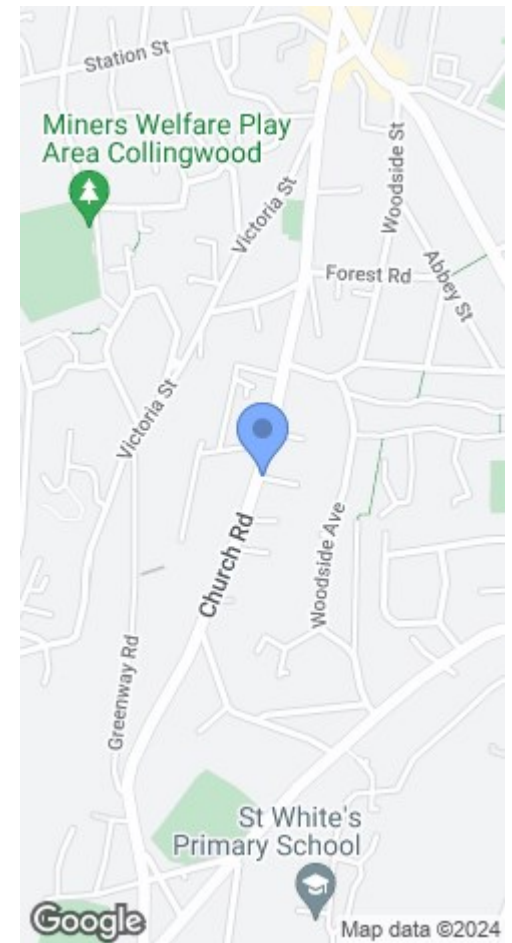 Station St
Miners Welfare Play
Area Collingwood
Victoria St
Woodside St
Forest Rd
Abbey St
Victoria St
Church Rd
Woodside Ave
Greenway Rd
St White's
Primary School
Google
Map data ©2024